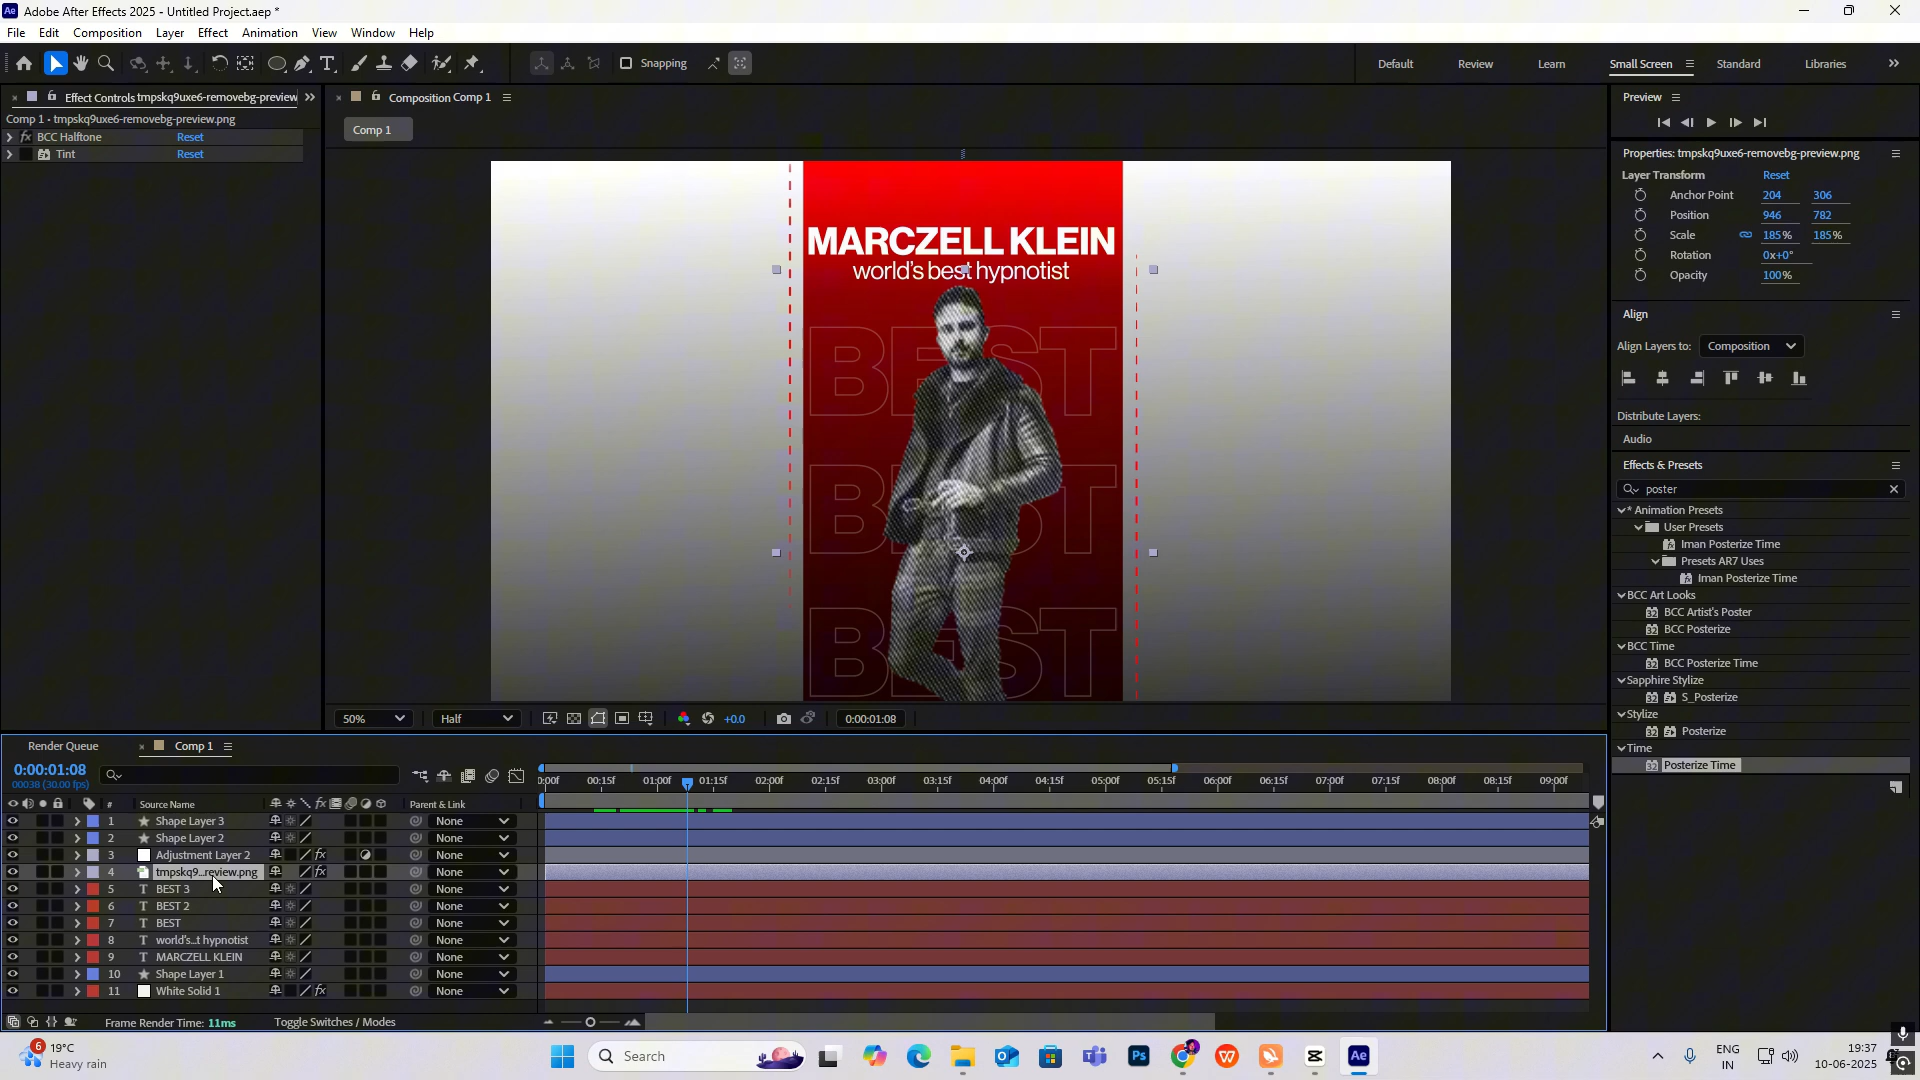 Adobe After Effects 2025 - Untitled Project.aep *
File Edit Composition Layer Effect Animation View Window Help
Snapping
Default Review Learn Small Screen Standard Libraries
Effect Controls tmpskq9uxe6-removebg-preview
Comp 1 • tmpskq9uxe6-removebg-preview.png
fx BCC Halftone Reset
Tint Reset
Composition Comp 1
Comp 1
MARCZELL KLEIN
world's best hypnotist
BEST
BEST
BEST
50% Half +0.0 0:00:01:08
Preview
Properties: tmpskq9uxe6-removebg-preview.png
Layer Transform Reset
Anchor Point 204 306
Position 946 782
Scale 185% 185%
Rotation 0x+0°
Opacity 100%
Align
Align Layers to: Composition
Distribute Layers:
Audio
Effects & Presets
poster
* Animation Presets
User Presets
Iman Posterize Time
Presets AR7 Uses
Iman Posterize Time
BCC Art Looks
BCC Artist's Poster
BCC Posterize
BCC Time
BCC Posterize Time
Sapphire Stylize
S_Posterize
Stylize
Posterize
Time
Posterize Time
Render Queue Comp 1
0:00:01:08
00038 (30.00 fps)
00f 00:15f 01:00f 01:15f 02:00f 02:15f 03:00f 03:15f 04:00f 04:15f 05:00f 05:15f 06:00f 06:15f 07:00f 07:15f 08:00f 08:15f 09:00f
# Source Name fx Parent & Link
1 Shape Layer 3 None
2 Shape Layer 2 None
3 Adjustment Layer 2 fx None
4 tmpskq9...review.png fx None
5 T BEST 3 None
6 T BEST 2 None
7 T BEST None
8 T world's...t hypnotist None
9 T MARCZELL KLEIN None
10 Shape Layer 1 None
11 White Solid 1 fx None
Frame Render Time: 11ms Toggle Switches / Modes
6 19°C
Heavy rain
Search
ENG
IN
19:37
10-06-2025